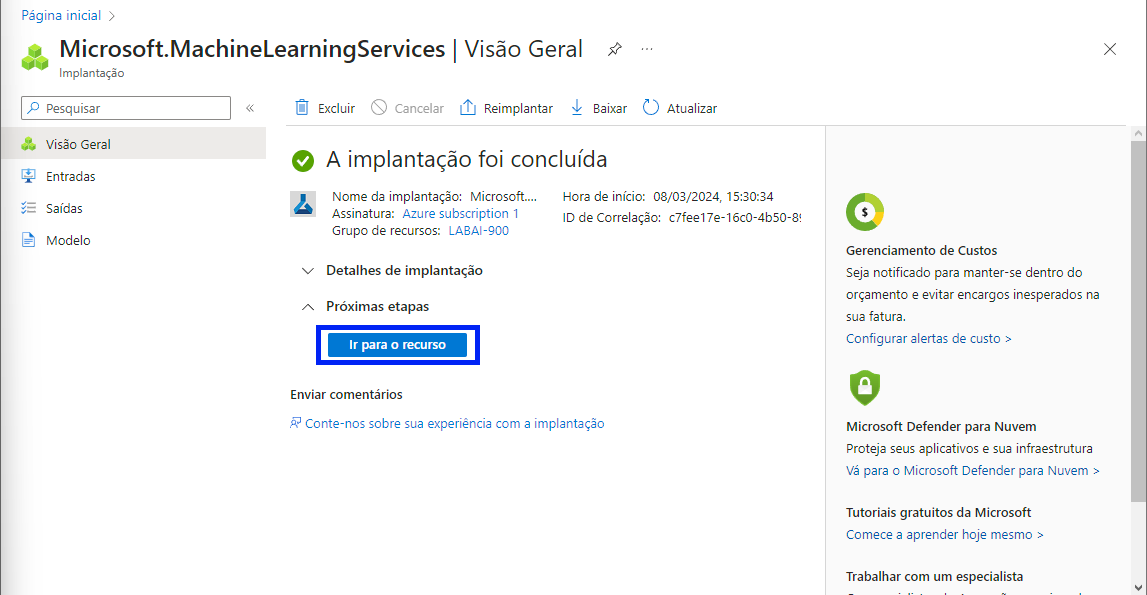 Página inicial
Microsoft.MachineLearningServices | Visão Geral
Implantação
Pesquisar
Visão Geral
Entradas
Saídas
Modelo
Excluir
Cancelar
Reimplantar
Baixar
Atualizar
A implantação foi concluída
Nome da implantação: Microsoft....
Assinatura: Azure subscription 1
Grupo de recursos: LABAI-900
Hora de início: 08/03/2024, 15:30:34
ID de Correlação: c7fee17e-16c0-4b50-
Detalhes de implantação
Próximas etapas
Ir para o recurso
Enviar comentários
Conte-nos sobre sua experiência com a implantação
$
Gerenciamento de Custos
Seja notificado para manter-se dentro do
orçamento e evitar encargos inesperados na
sua fatura.
Configurar alertas de custo >
Microsoft Defender para Nuvem
Proteja seus aplicativos e sua infraestrutura
Vá para o Microsoft Defender para Nuvem >
Tutoriais gratuitos da Microsoft
Comece a aprender hoje mesmo >
Trabalhar com um especialista